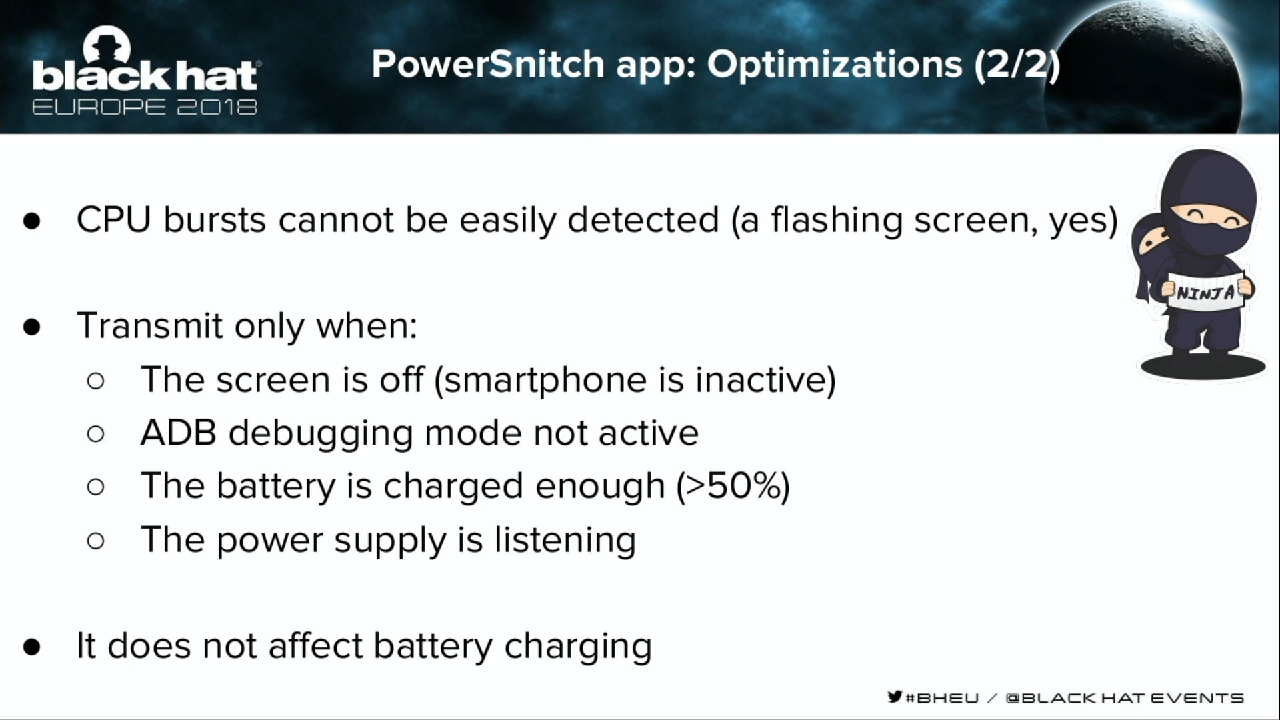 black hat
EUROPE 2018
PowerSnitch app: Optimizations (2/2)
● CPU bursts cannot be easily detected (a flashing screen, yes)
NINJA
● Transmit only when:
○ The screen is off (smartphone is inactive)
○ ADB debugging mode not active
○ The battery is charged enough (>50%)
○ The power supply is listening
● It does not affect battery charging
#BHEU / @BLACK HAT EVENTS